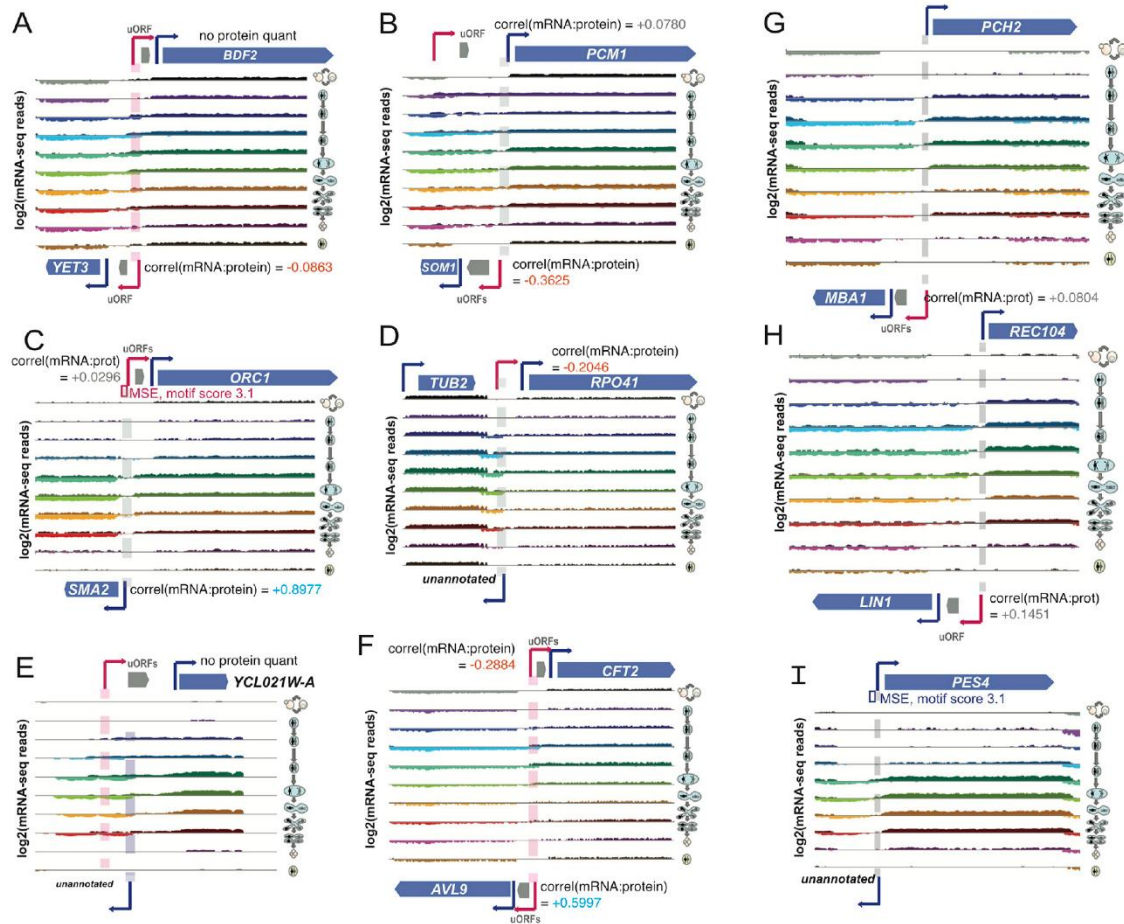 A
uORF
no protein quant
BDF2
log2(mRNA-seq reads)
YET3
uORF
correl(mRNA:protein) = -0.0863
B
correl(mRNA:protein) = +0.0780
uORF
PCM1
log2(mRNA-seq reads)
SOM1
uORFs
correl(mRNA:protein)
= -0.3625
G
PCH2
log2(mRNA-seq reads)
MBA1
uORFs
correl(mRNA:prot) = +0.0804
C
correl(mRNA:prot)
= +0.0296
uORFs
ORC1
MSE, motif score 3.1
log2(mRNA-seq reads)
SMA2
correl(mRNA:protein) = +0.8977
D
correl(mRNA:protein)
= -0.2046
TUB2
RPO41
log2(mRNA-seq reads)
unannotated
H
REC104
log2(mRNA-seq reads)
LIN1
uORF
correl(mRNA:prot)
= +0.1451
E
uORFs
no protein quant
YCL021W-A
log2(mRNA-seq reads)
unannotated
F
correl(mRNA:protein)
= -0.2884
uORFs
CFT2
log2(mRNA-seq reads)
AVL9
uORFs
correl(mRNA:protein)
= +0.5997
I
PES4
MSE, motif score 3.1
log2(mRNA-seq reads)
unannotated